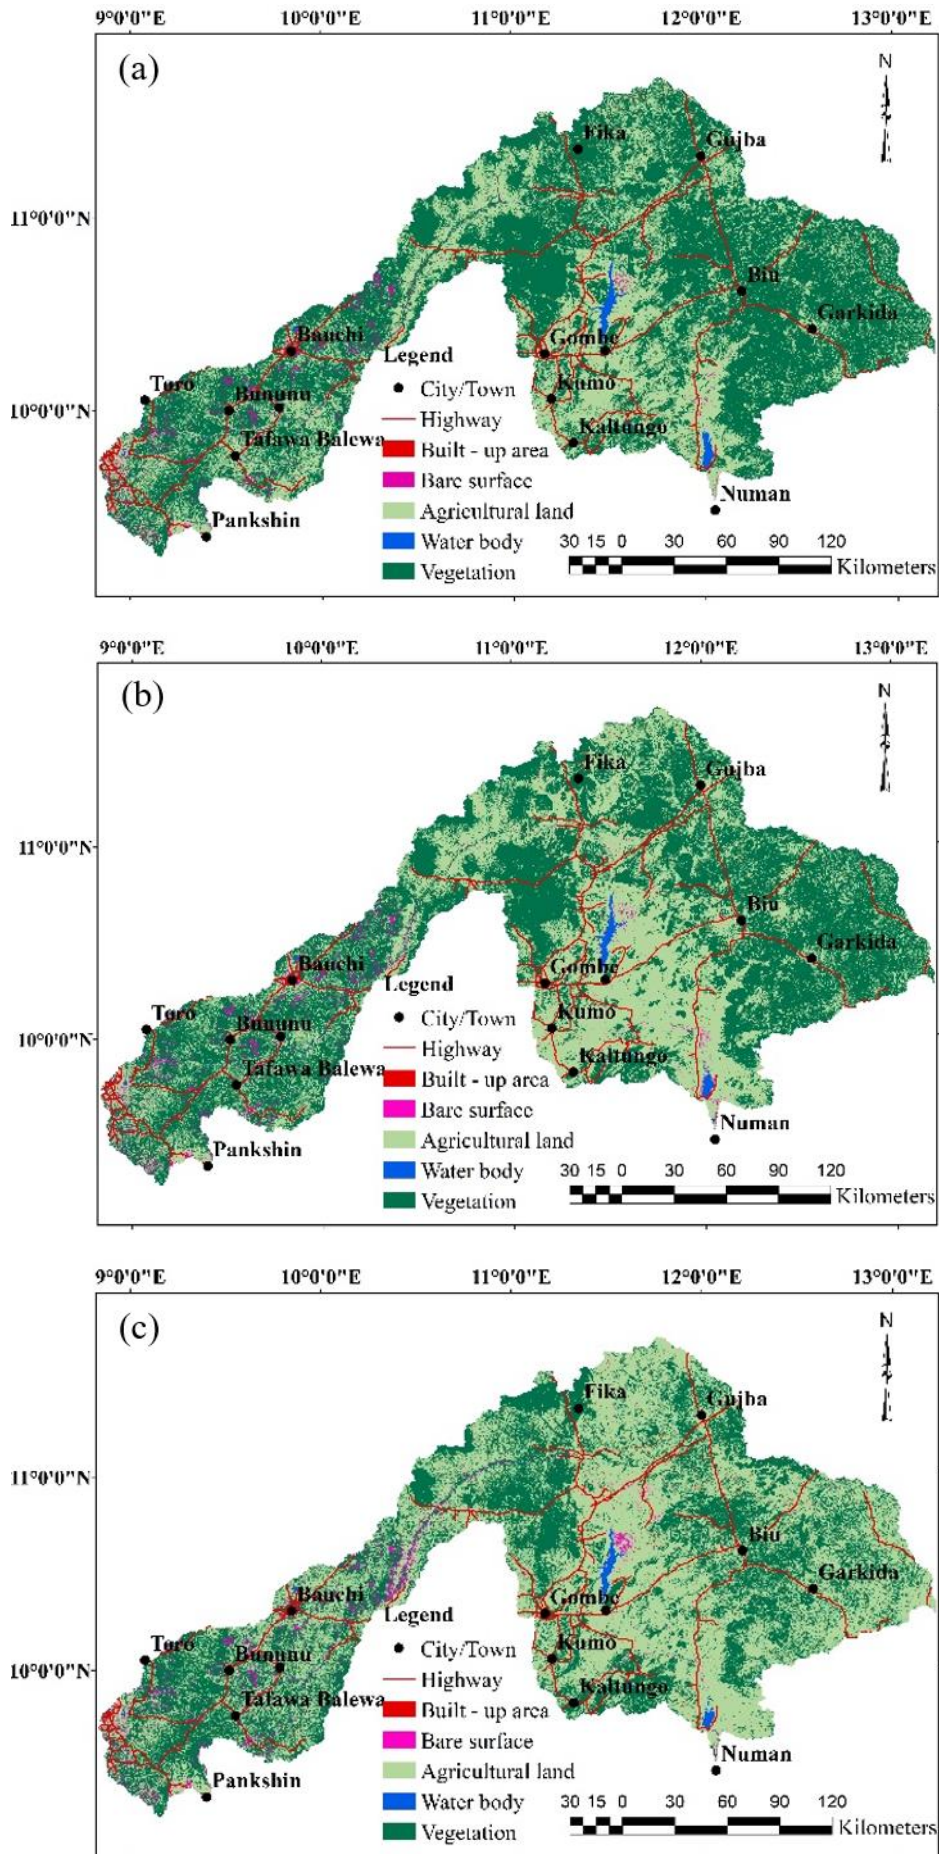 9°0'0"E 10°0'0"E 11°0'0"E 12°0'0"E 13°0'0"E
(a)
N
Fika
Gujba
11°0'0"N
Biu
Garkida
Bauchi
Gombe
Legend
Toro
Kumo
City/Town
10°0'0"N
Bununu
Highway
Kaltungo
Tafawa Balewa
Built - up area
Bare surface
Numan
Pankshin
Agricultural land
Water body
30 15 0 30 60 90 120
Kilometers
Vegetation
9°0'0"E 10°0'0"E 11°0'0"E 12°0'0"E 13°0'0"E
(b)
N
Fika
Gujba
11°0'0"N
Biu
Garkida
Bauchi
Gombe
Legend
Toro
Kumo
City/Town
10°0'0"N
Bununu
Highway
Kaltungo
Tafawa Balewa
Built - up area
Bare surface
Numan
Pankshin
Agricultural land
Water body
30 15 0 30 60 90 120
Kilometers
Vegetation
9°0'0"E 10°0'0"E 11°0'0"E 12°0'0"E 13°0'0"E
(c)
N
Fika
Gujba
11°0'0"N
Biu
Garkida
Bauchi
Gombe
Legend
Toro
Kumo
City/Town
10°0'0"N
Bununu
Highway
Kaltungo
Tafawa Balewa
Built - up area
Bare surface
Numan
Pankshin
Agricultural land
Water body
30 15 0 30 60 90 120
Kilometers
Vegetation